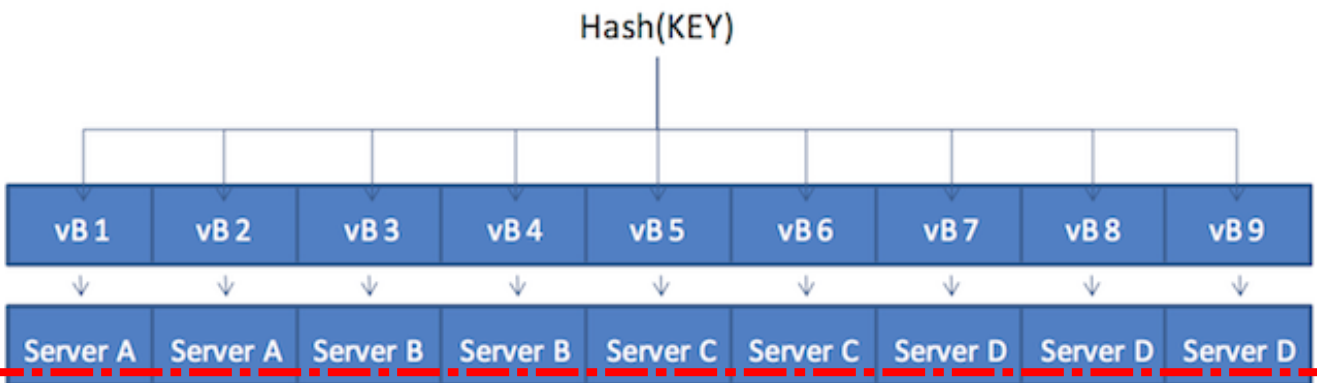 Hash(KEY)
vB 1 vB 2 vB 3 vB 4 vB 5 vB 6 vB 7 vB 8 vB 9
Server A Server A Server B Server B Server C Server C Server D Server D Server D